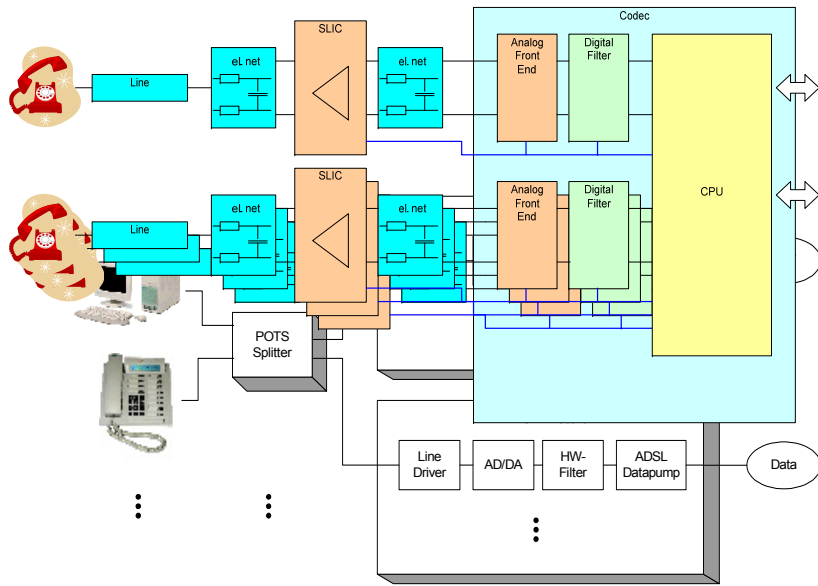 Codec
SLIC
el. net
el. net
Analog
Front
End
Digital
Filter
Line
CPU
SLIC
el. net
el. net
Analog
Front
End
Digital
Filter
Line
POTS
Splitter
Line
Driver
AD/DA
HW-
Filter
ADSL
Datapump
Data